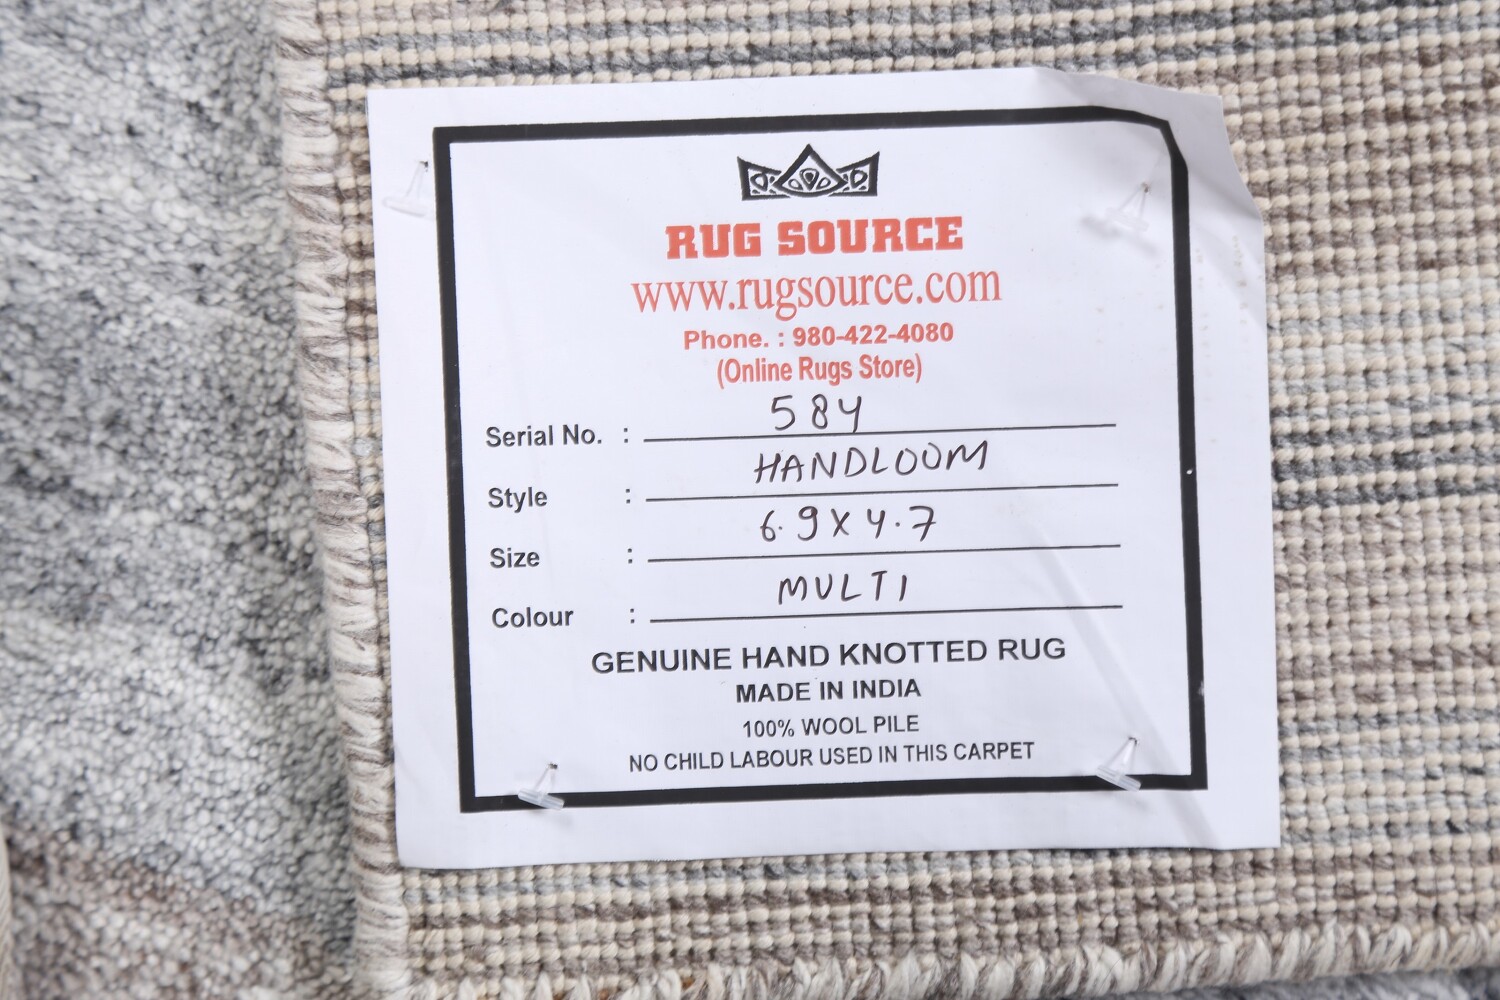 RUG SOURCE
www.rugsource.com
Phone. : 980-422-4080
(Online Rugs Store)
Serial No. : 584
Style : HANDLOOM
Size : 6.9 X 4.7
Colour : MULTI
GENUINE HAND KNOTTED RUG
MADE IN INDIA
100% WOOL PILE
NO CHILD LABOUR USED IN THIS CARPET